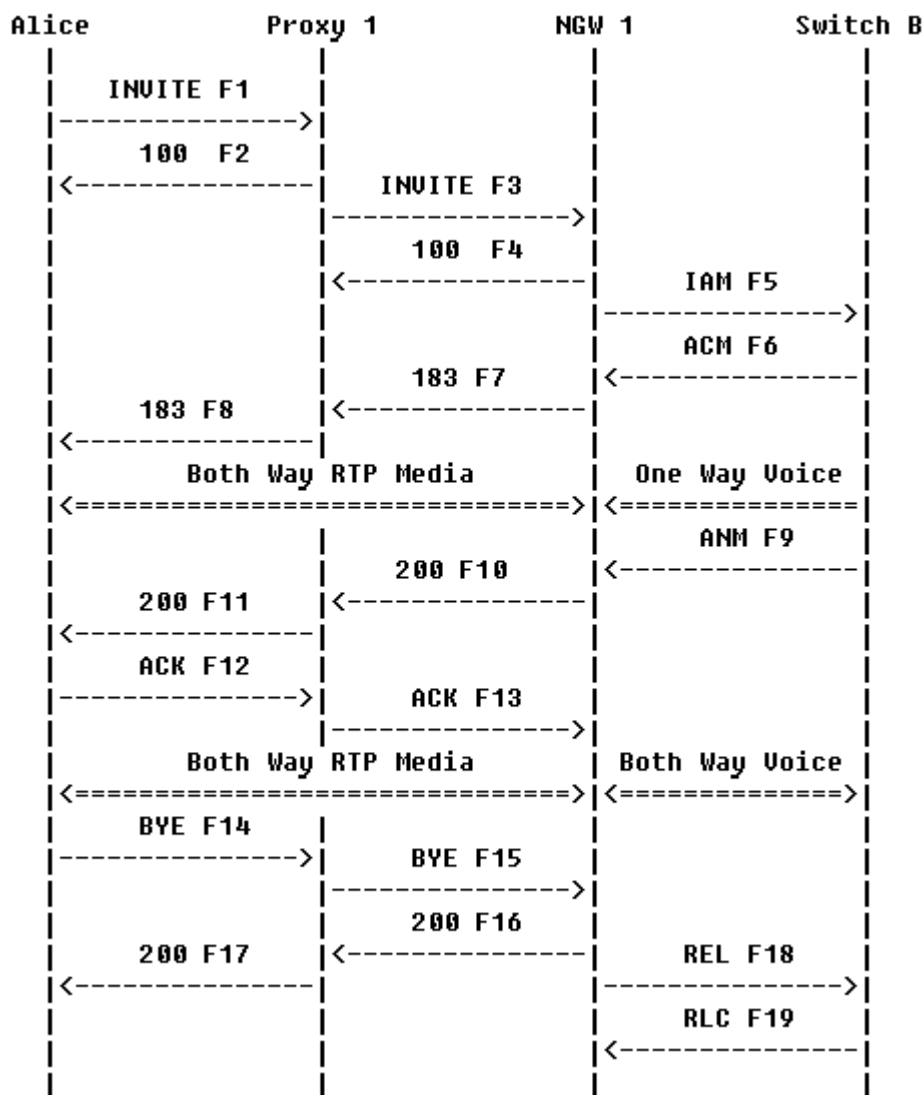 Alice Proxy 1 NGW 1 Switch B
INVITE F1
100 F2
INVITE F3
100 F4
IAM F5
ACM F6
183 F7
183 F8
Both Way RTP Media One Way Voice
ANM F9
200 F10
200 F11
ACK F12
ACK F13
Both Way RTP Media Both Way Voice
BYE F14
BYE F15
200 F16
200 F17 REL F18
RLC F19